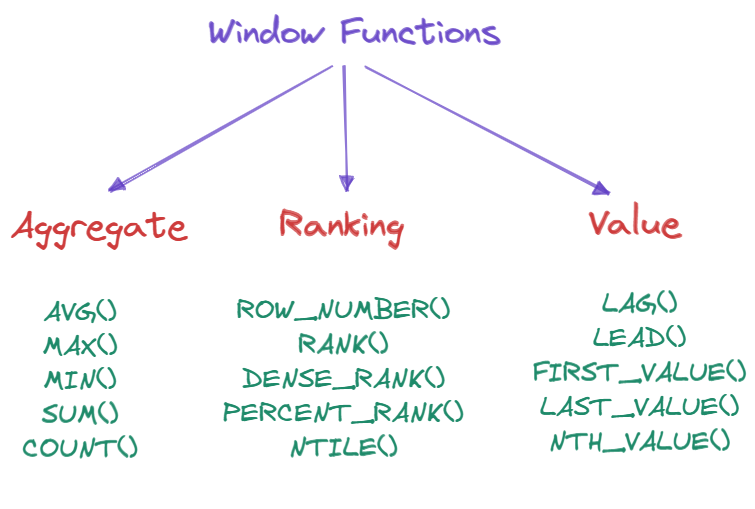 Window Functions
Aggregate
AVG()
MAX()
MIN()
SUM()
COUNT()
Ranking
ROW_NUMBER()
RANK()
DENSE_RANK()
PERCENT_RANK()
NTILE()
Value
LAG()
LEAD()
FIRST_VALUE()
LAST_VALUE()
NTH_VALUE()